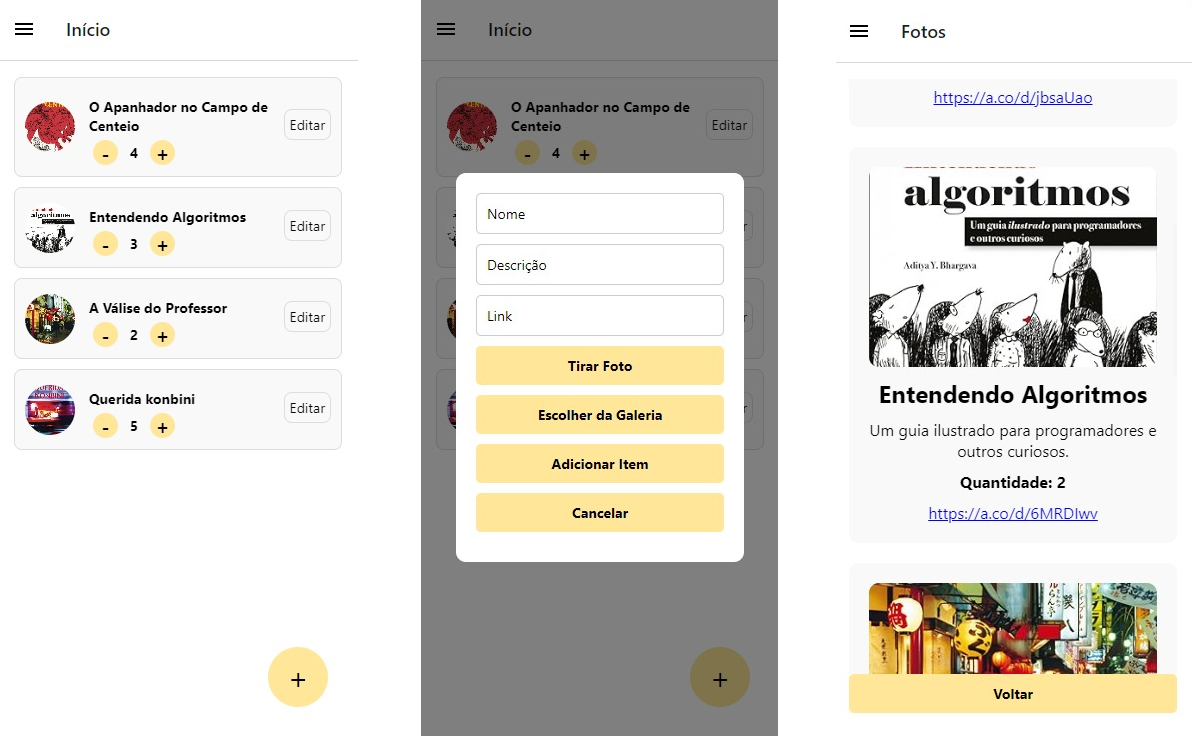 Início
O Apanhador no Campo de
Centeio
- 4 +
Editar
Entendendo Algoritmos
- 3 +
Editar
A Válise do Professor
- 2 +
Editar
Querida konbini
- 5 +
Editar
+
Início
O Apanhador no Campo de
Centeio
- 4 +
Editar
Nome
Descrição
Link
Tirar Foto
Escolher da Galeria
Adicionar Item
Cancelar
+
Fotos
https://a.co/d/jbsaUao
algoritmos
Um guia ilustrado para programadores
e outros curiosos
Aditya Y. Bhargava
Entendendo Algoritmos
Um guia ilustrado para programadores e
outros curiosos.
Quantidade: 2
https://a.co/d/6MRDIwv
Voltar